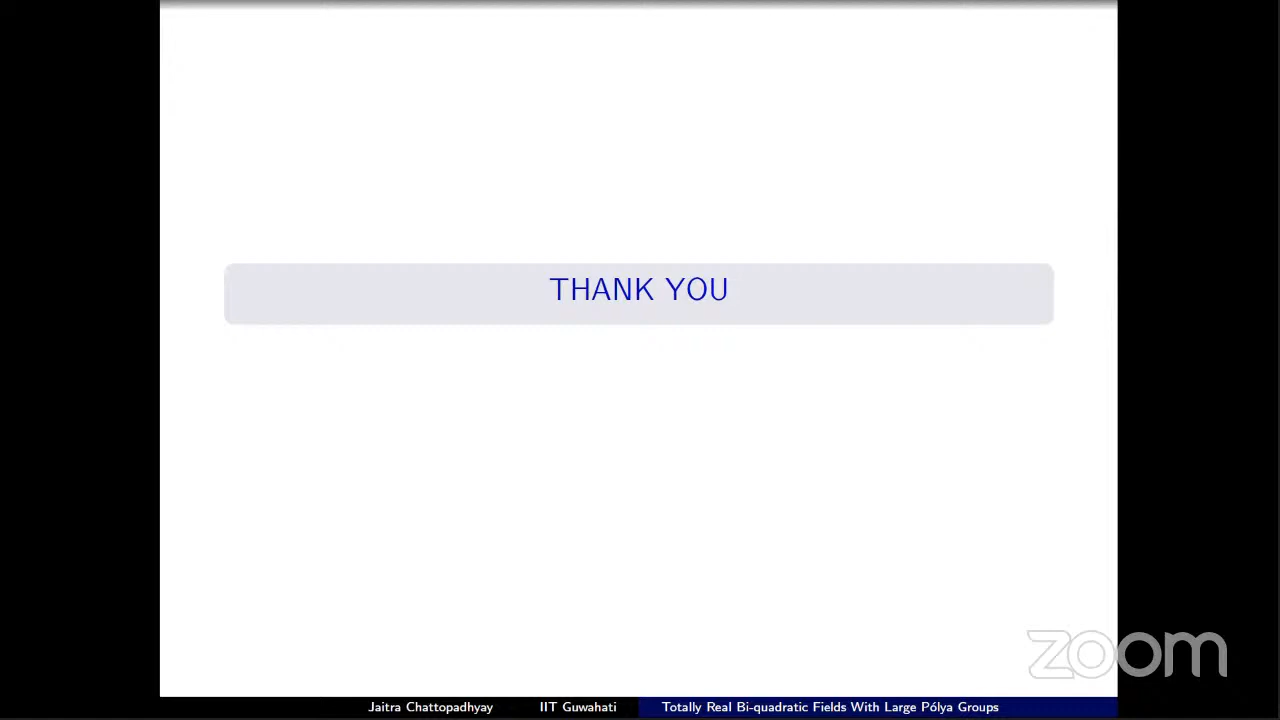 THANK YOU
zoom
Jaitra Chattopadhyay IIT Guwahati Totally Real Bi-quadratic Fields With Large Pólya Groups